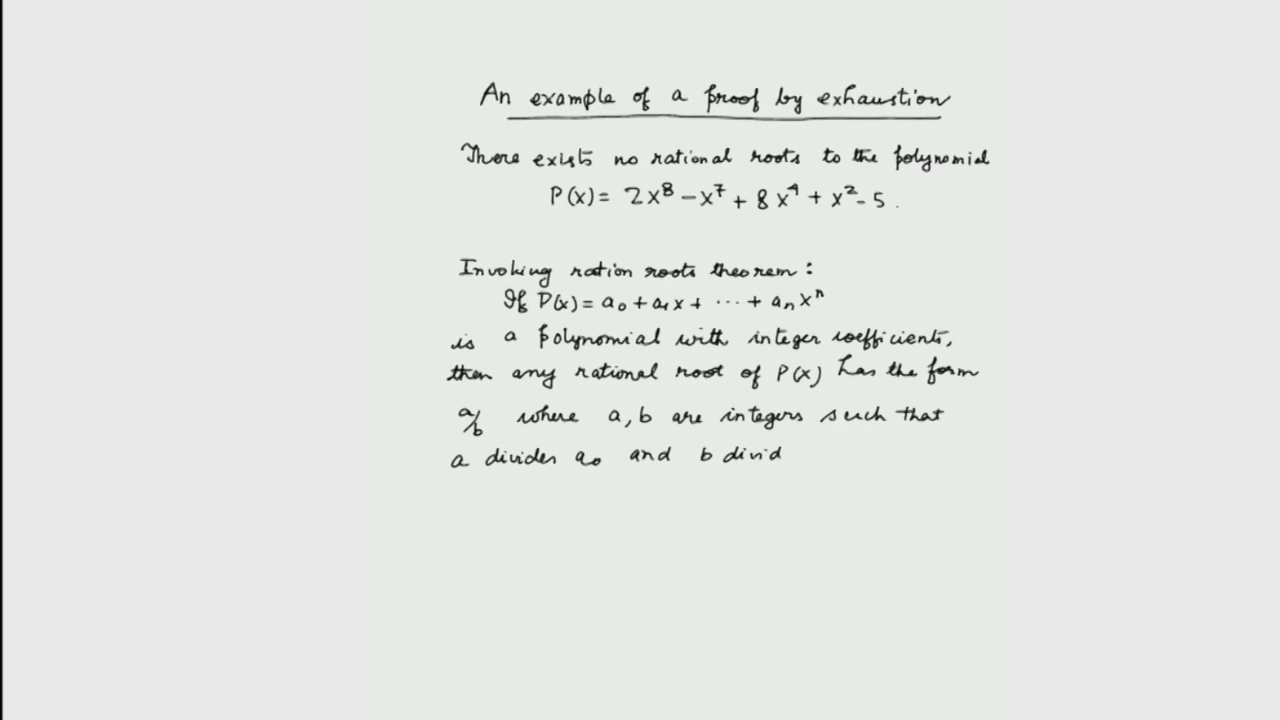 An example of a proof by exhaustion
There exists no rational roots to the polynomial
P(x) = 2x⁸ - x⁷ + 8x⁴ + x² - 5.
Invoking ration roots theorem :
If P(x) = a₀ + a₁x + ... + aₙxⁿ
is a polynomial with integer coefficients,
then any rational root of P(x) has the form
a/b where a, b are integers such that
a divides a₀ and b divid